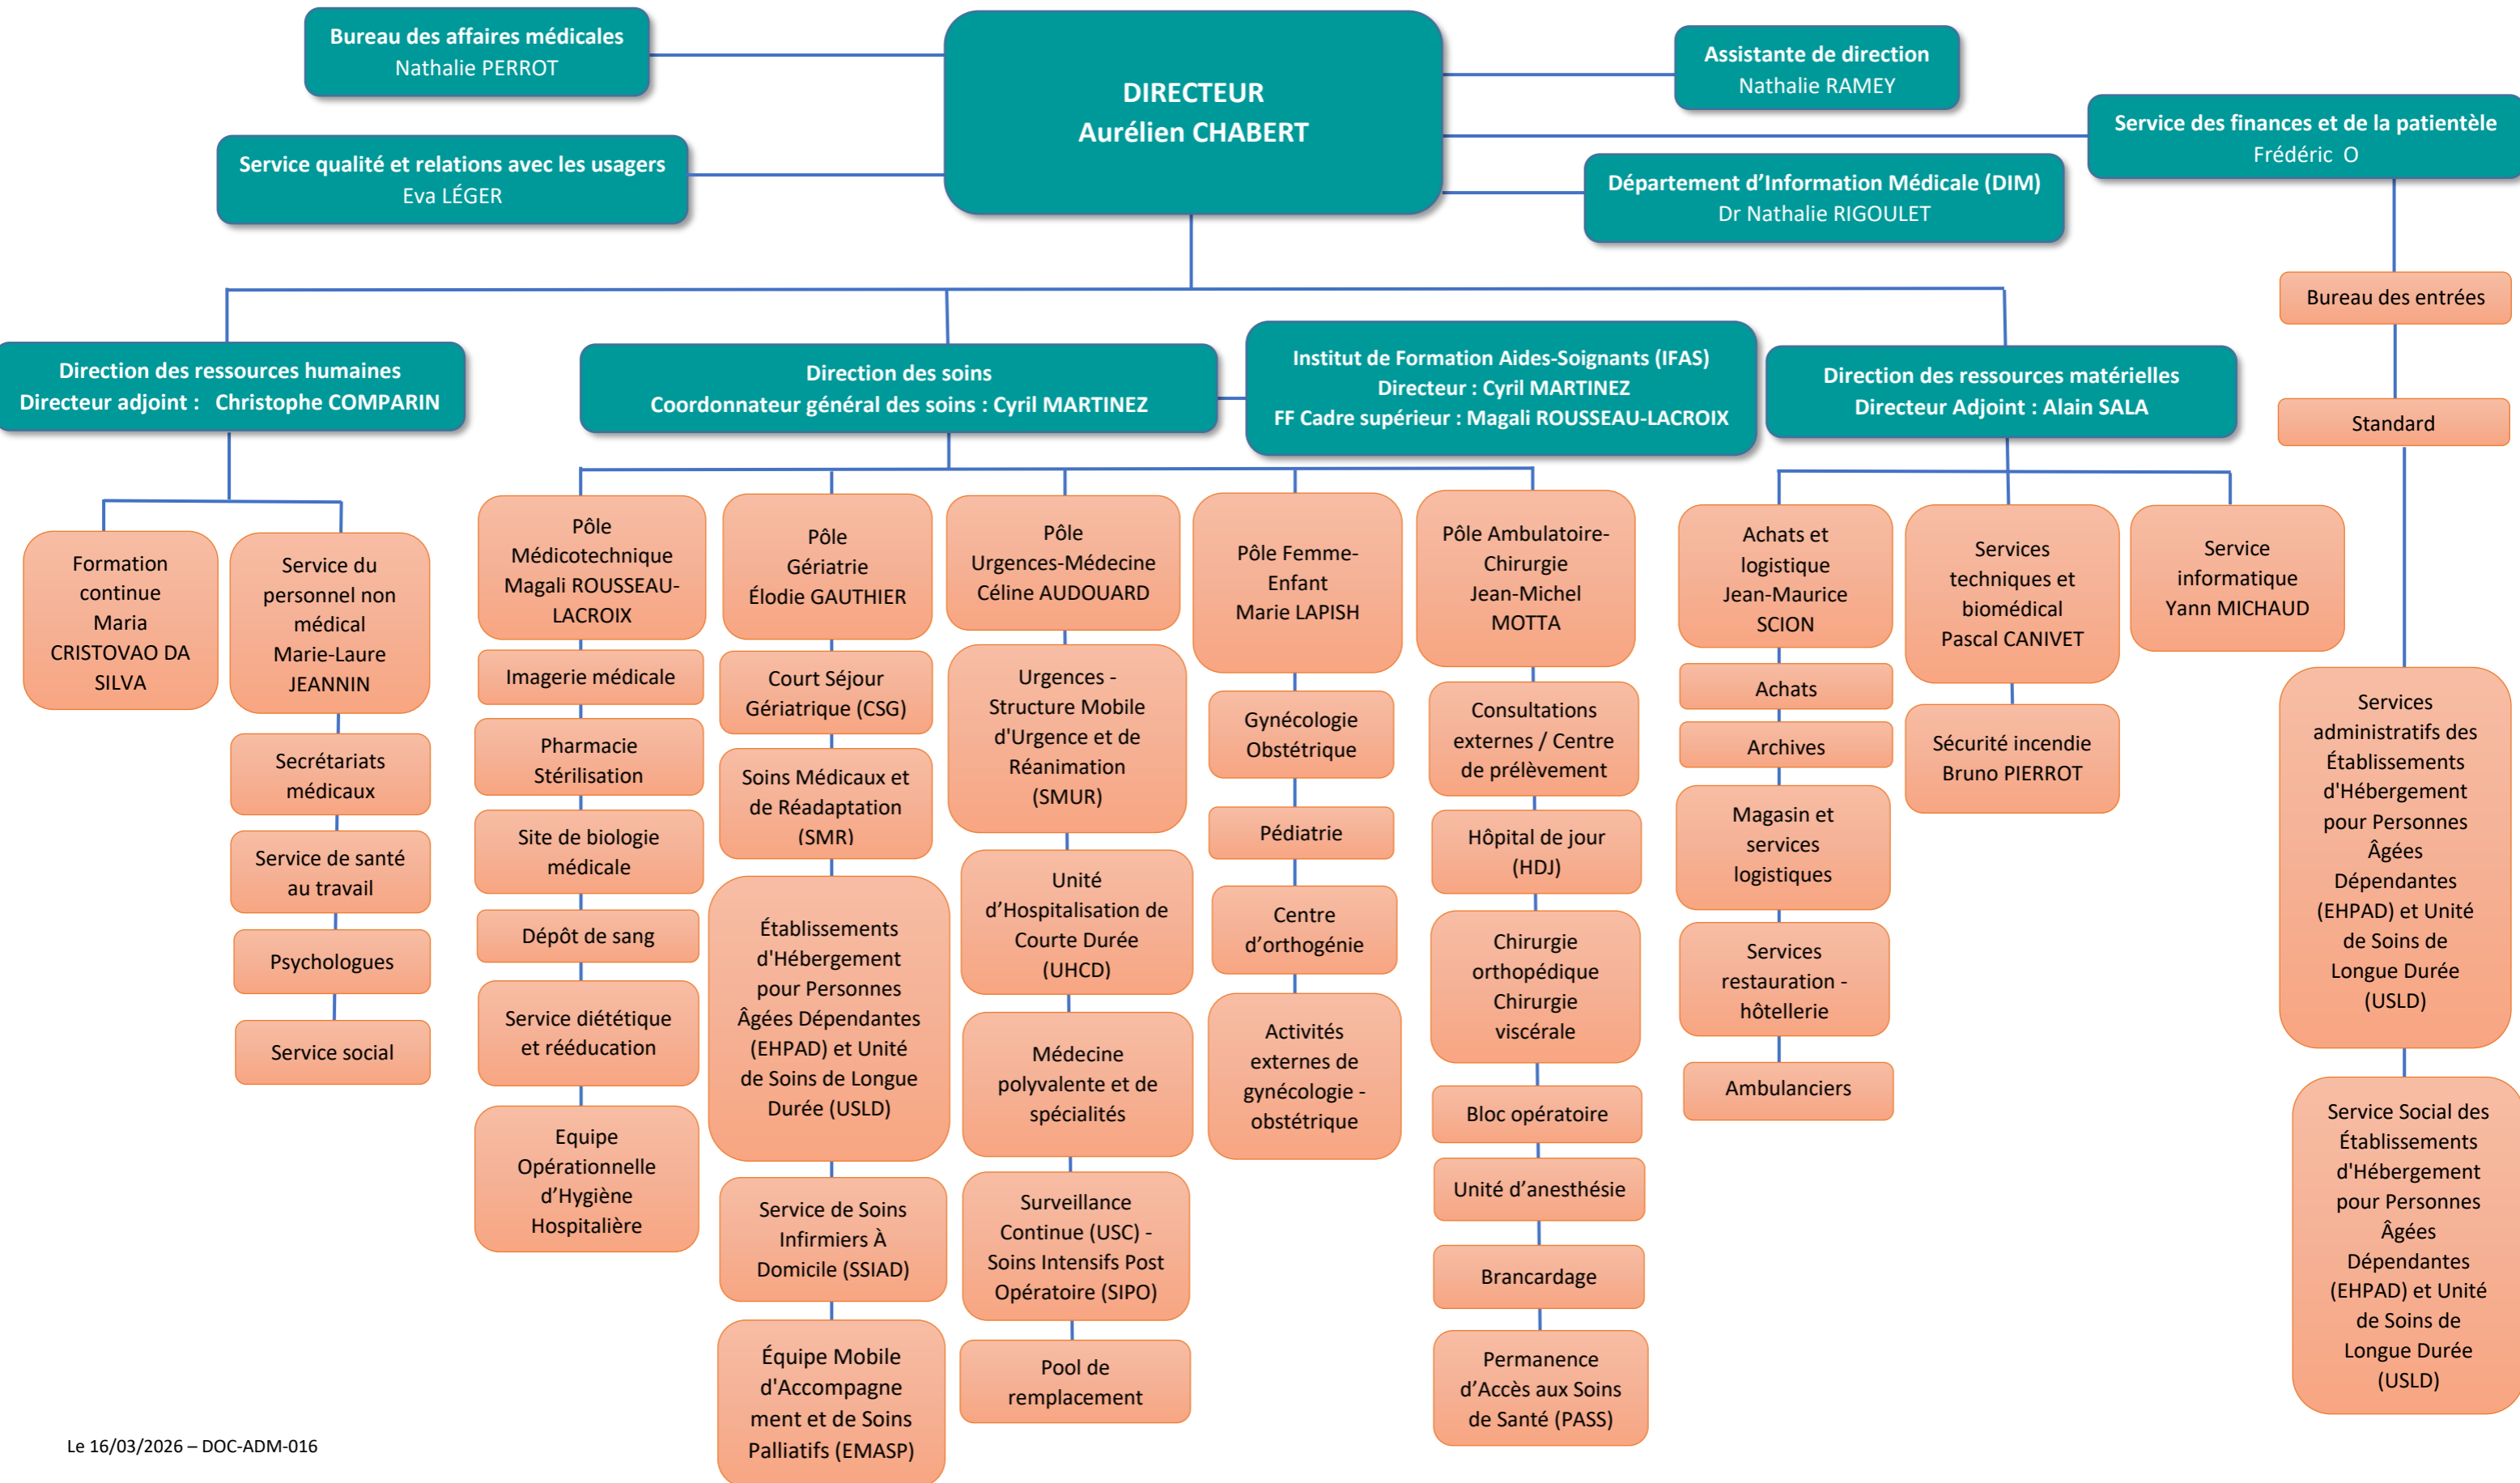 Bureau des affaires médicales
Nathalie PERROT
DIRECTEUR
Aurélien CHABERT
Assistante de direction
Nathalie RAMEY
Service des finances et de la patientèle
Frédéric O
Service qualité et relations avec les usagers
Eva LÉGER
Département d’Information Médicale (DIM)
Dr Nathalie RIGOULET
Direction des ressources humaines
Directeur adjoint : Christophe COMPARIN
Direction des soins
Coordonnateur général des soins : Cyril MARTINEZ
Institut de Formation Aides-Soignants (IFAS)
Directeur : Cyril MARTINEZ
FF Cadre supérieur : Magali ROUSSEAU-LACROIX
Direction des ressources matérielles
Directeur Adjoint : Alain SALA
Formation
continue
Maria
CRISTOVAO DA
SILVA
Service du
personnel non
médical
Marie-Laure
JEANNIN
Secrétariats
médicaux
Service de santé
au travail
Psychologues
Service social
Pôle
Médicotechnique
Magali ROUSSEAU-
LACROIX
Imagerie médicale
Pharmacie
Stérilisation
Site de biologie
médicale
Dépôt de sang
Service diététique
et rééducation
Equipe
Opérationnelle
d’Hygiène
Hospitalière
Pôle
Gériatrie
Élodie GAUTHIER
Court Séjour
Gériatrique (CSG)
Soins Médicaux et
de Réadaptation
(SMR)
Établissements
d'Hébergement
pour Personnes
Âgées Dépendantes
(EHPAD) et Unité
de Soins de Longue
Durée (USLD)
Service de Soins
Infirmiers À
Domicile (SSIAD)
Équipe Mobile
d'Accompagne
ment et de Soins
Palliatifs (EMASP)
Pôle
Urgences-Médecine
Céline AUDOUARD
Urgences -
Structure Mobile
d'Urgence et de
Réanimation
(SMUR)
Unité
d’Hospitalisation de
Courte Durée
(UHCD)
Médecine
polyvalente et de
spécialités
Surveillance
Continue (USC) -
Soins Intensifs Post
Opératoire (SIPO)
Pool de
remplacement
Pôle Femme-
Enfant
Marie LAPISH
Gynécologie
Obstétrique
Pédiatrie
Centre
d’orthogénie
Activités
externes de
gynécologie -
obstétrique
Pôle Ambulatoire-
Chirurgie
Jean-Michel
MOTTA
Consultations
externes / Centre
de prélèvement
Hôpital de jour
(HDJ)
Chirurgie
orthopédique
Chirurgie
viscérale
Bloc opératoire
Unité d’anesthésie
Brancardage
Permanence
d’Accès aux Soins
de Santé (PASS)
Achats et
logistique
Jean-Maurice
SCION
Achats
Archives
Magasin et
services
logistiques
Services
restauration -
hôtellerie
Ambulanciers
Services
techniques et
biomédical
Pascal CANIVET
Sécurité incendie
Bruno PIERROT
Service
informatique
Yann MICHAUD
Bureau des entrées
Standard
Services
administratifs des
Établissements
d'Hébergement
pour Personnes
Âgées
Dépendantes
(EHPAD) et Unité
de Soins de
Longue Durée
(USLD)
Service Social des
Établissements
d'Hébergement
pour Personnes
Âgées
Dépendantes
(EHPAD) et Unité
de Soins de
Longue Durée
(USLD)
Le 16/03/2026 – DOC-ADM-016